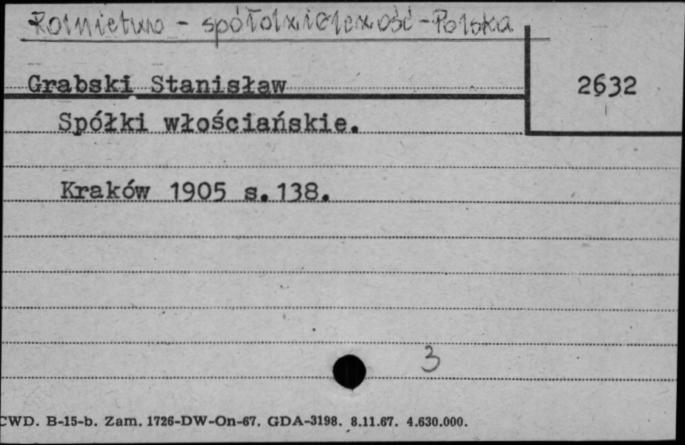 Rolnictwo - spółdzielczość - Polska
Grabski Stanisław
2632
Spółki włościańskie.
Kraków 1905 s.138.
3
CWD. B-15-b. Zam. 1726-DW-On-67. GDA-3198. 8.11.67. 4.630.000.